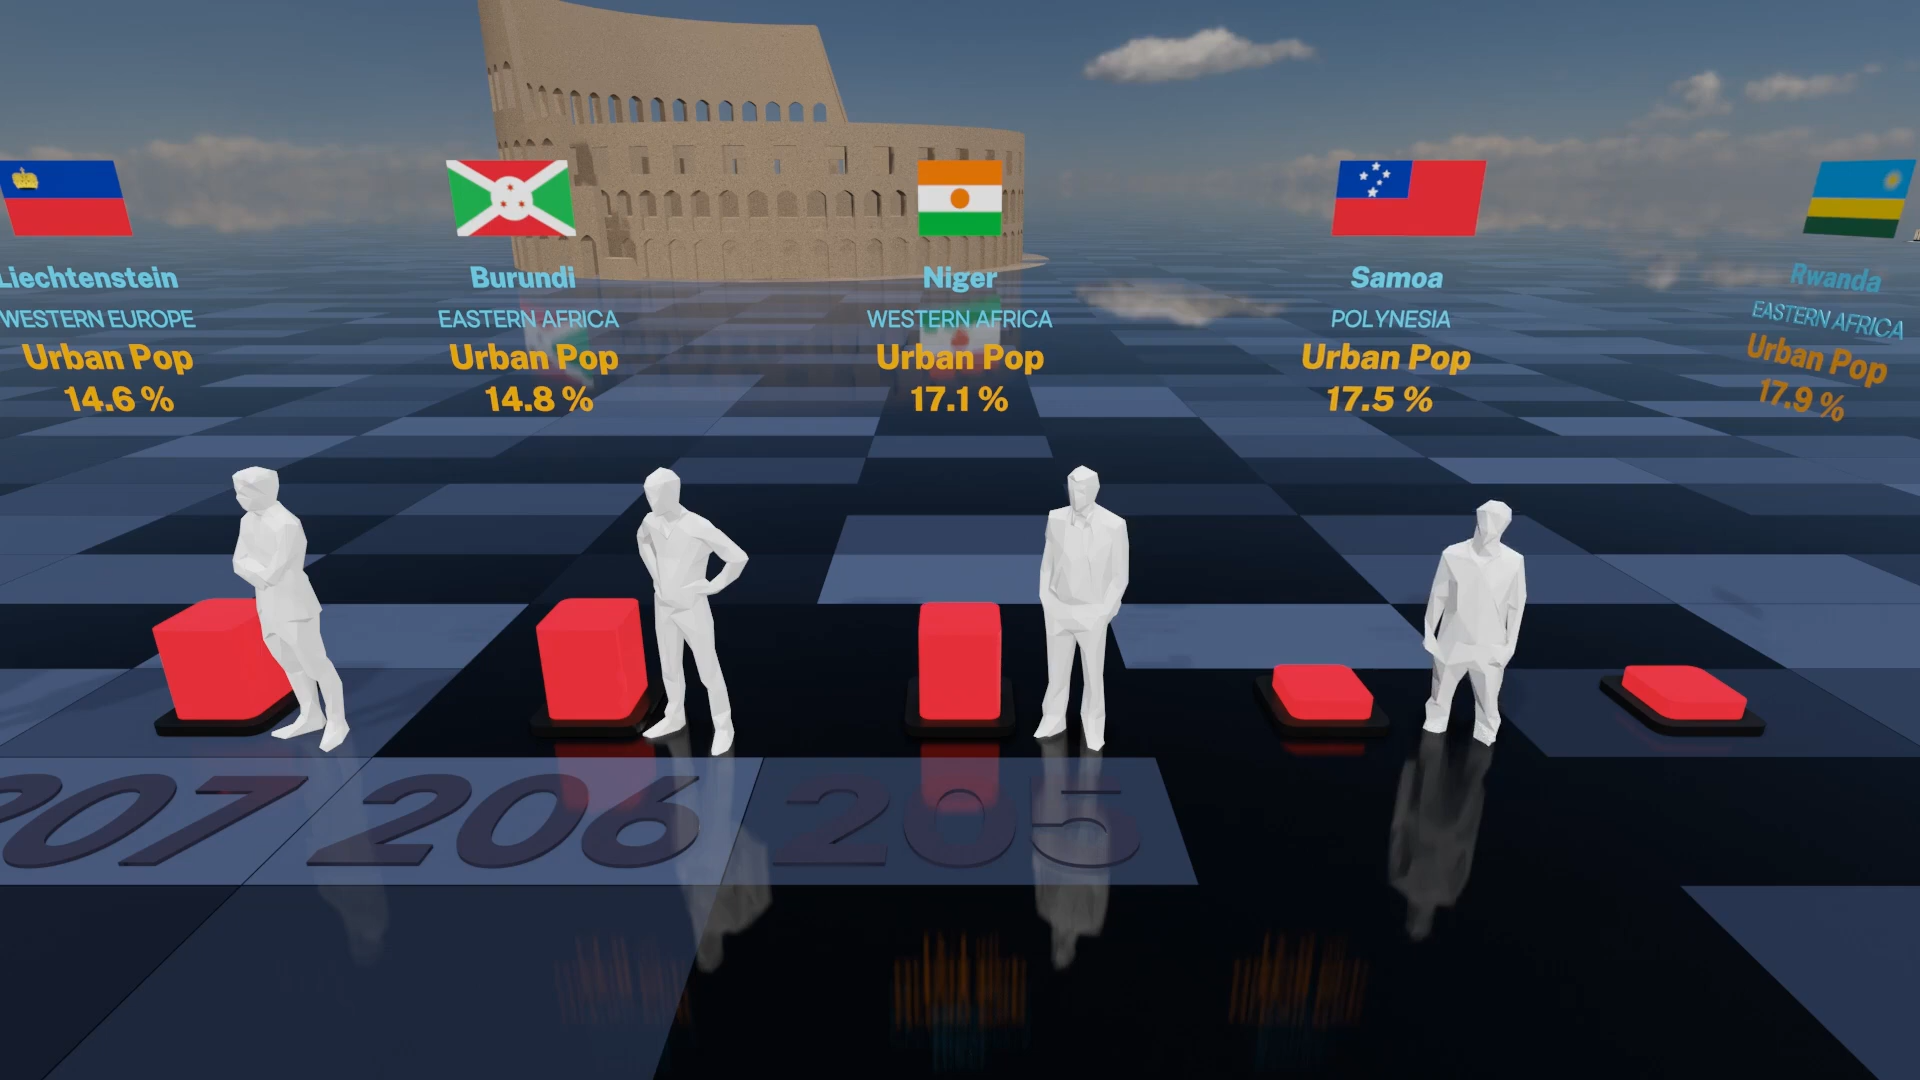 Liechtenstein
WESTERN EUROPE
Urban Pop
14.6 %
Burundi
EASTERN AFRICA
Urban Pop
14.8 %
Niger
WESTERN AFRICA
Urban Pop
17.1 %
Samoa
POLYNESIA
Urban Pop
17.5 %
Rwanda
EASTERN AFRICA
Urban Pop
17.9 %
207
206
205